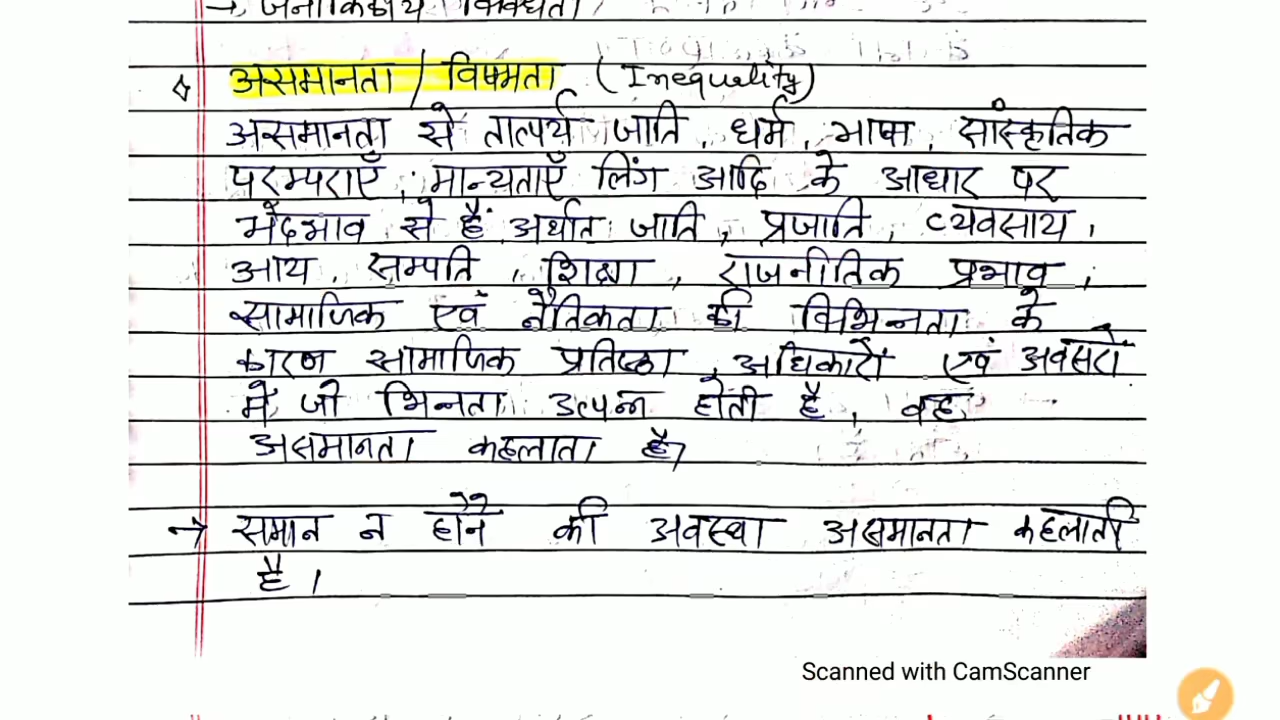 → जनांकिकीय विविधता
असमानता / विषमता (Inequality)
असमानता से तात्पर्य जाति, धर्म, भाषा, सांस्कृतिक
परम्पराएँ, मान्यताएँ लिंग आदि के आधार पर
भेदभाव से हैं अर्थात जाति, प्रजाति, व्यवसाय,
आय, सम्पति, शिक्षा, राजनीतिक प्रभाव,
सामाजिक एवं नैतिकता की विभिन्नता के
कारण सामाजिक प्रतिष्ठा, अधिकारों एवं अवसरों
में जो भिन्नता उत्पन्न होती है, वह
असमानता कहलाता है।
→ समान न होने की अवस्था असमानता कहलाती
है।
Scanned with CamScanner